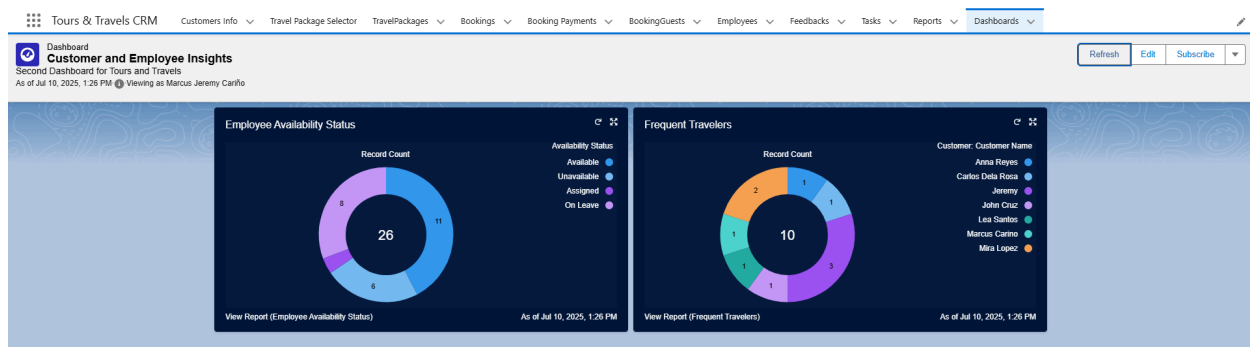 Tours & Travels CRM Customers Info Travel Package Selector TravelPackages Bookings Booking Payments BookingGuests Employees Feedbacks Tasks Reports Dashboards
Dashboard
Customer and Employee Insights
Second Dashboard for Tours and Travels
As of Jul 10, 2025, 1:26 PM Viewing as Marcus Jeremy Cariño
Refresh Edit Subscribe
Employee Availability Status
Record Count
Availability Status
Available
Unavailable
Assigned
On Leave
8
11
26
6
View Report (Employee Availability Status) As of Jul 10, 2025, 1:26 PM
Frequent Travelers
Record Count
Customer: Customer Name
Anna Reyes
Carlos Dela Rosa
Jeremy
John Cruz
Lea Santos
Marcus Carino
Mira Lopez
1
2
1
1
10
1
3
1
View Report (Frequent Travelers) As of Jul 10, 2025, 1:26 PM